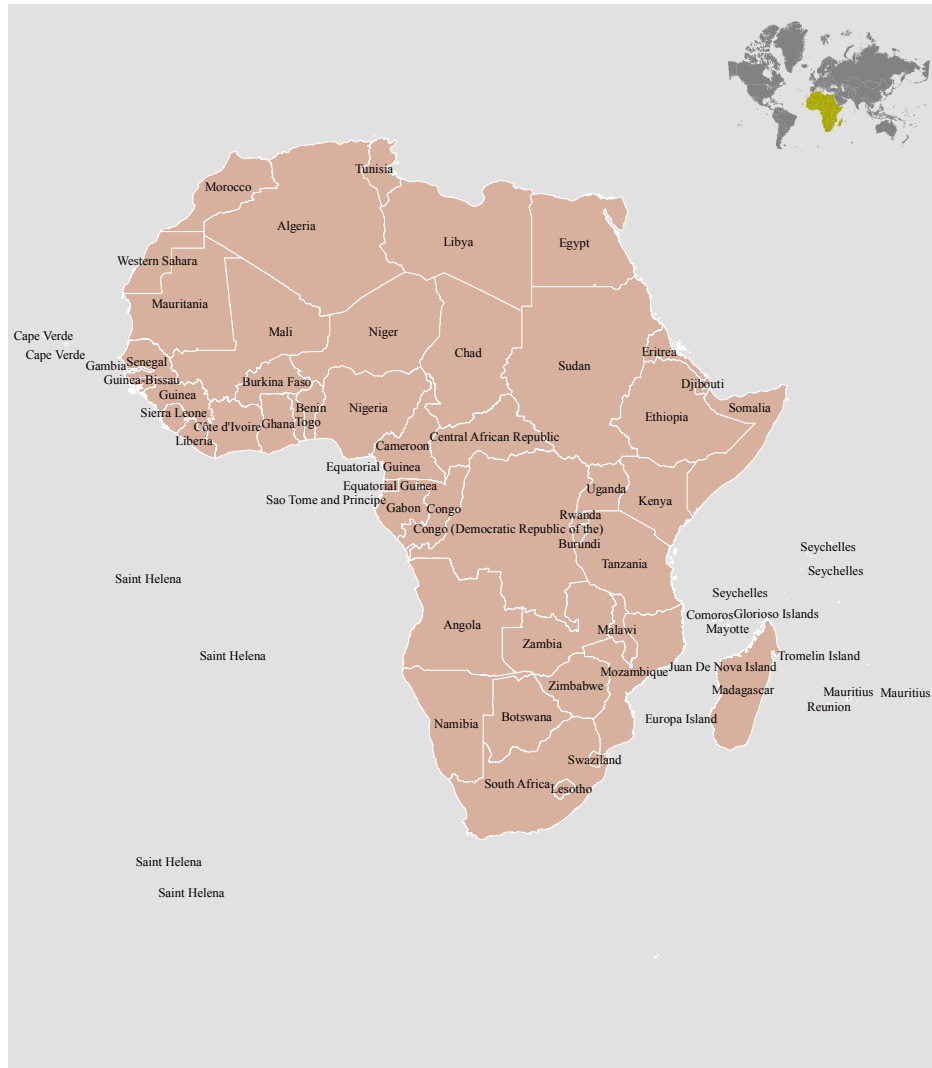 Tunisia
Morocco
Algeria
Libya
Egypt
Western Sahara
Mauritania
Mali
Niger
Cape Verde
Cape Verde
Chad
Sudan
Eritrea
Senegal
Gambia
Guinea-Bissau
Burkina Faso
Djibouti
Guinea
Benin
Nigeria
Somalia
Sierra Leone
Ethiopia
Côte d'Ivoire
Ghana
Togo
Liberia
Central African Republic
Cameroon
Equatorial Guinea
Equatorial Guinea
Uganda
Sao Tome and Principe
Kenya
Gabon
Congo
Rwanda
Congo (Democratic Republic of the)
Burundi
Seychelles
Tanzania
Seychelles
Saint Helena
Seychelles
Comoros
Glorioso Islands
Angola
Malawi
Mayotte
Zambia
Saint Helena
Tromelin Island
Juan De Nova Island
Mozambique
Zimbabwe
Madagascar
Mauritius
Mauritius
Reunion
Botswana
Europa Island
Namibia
Swaziland
South Africa
Lesotho
Saint Helena
Saint Helena